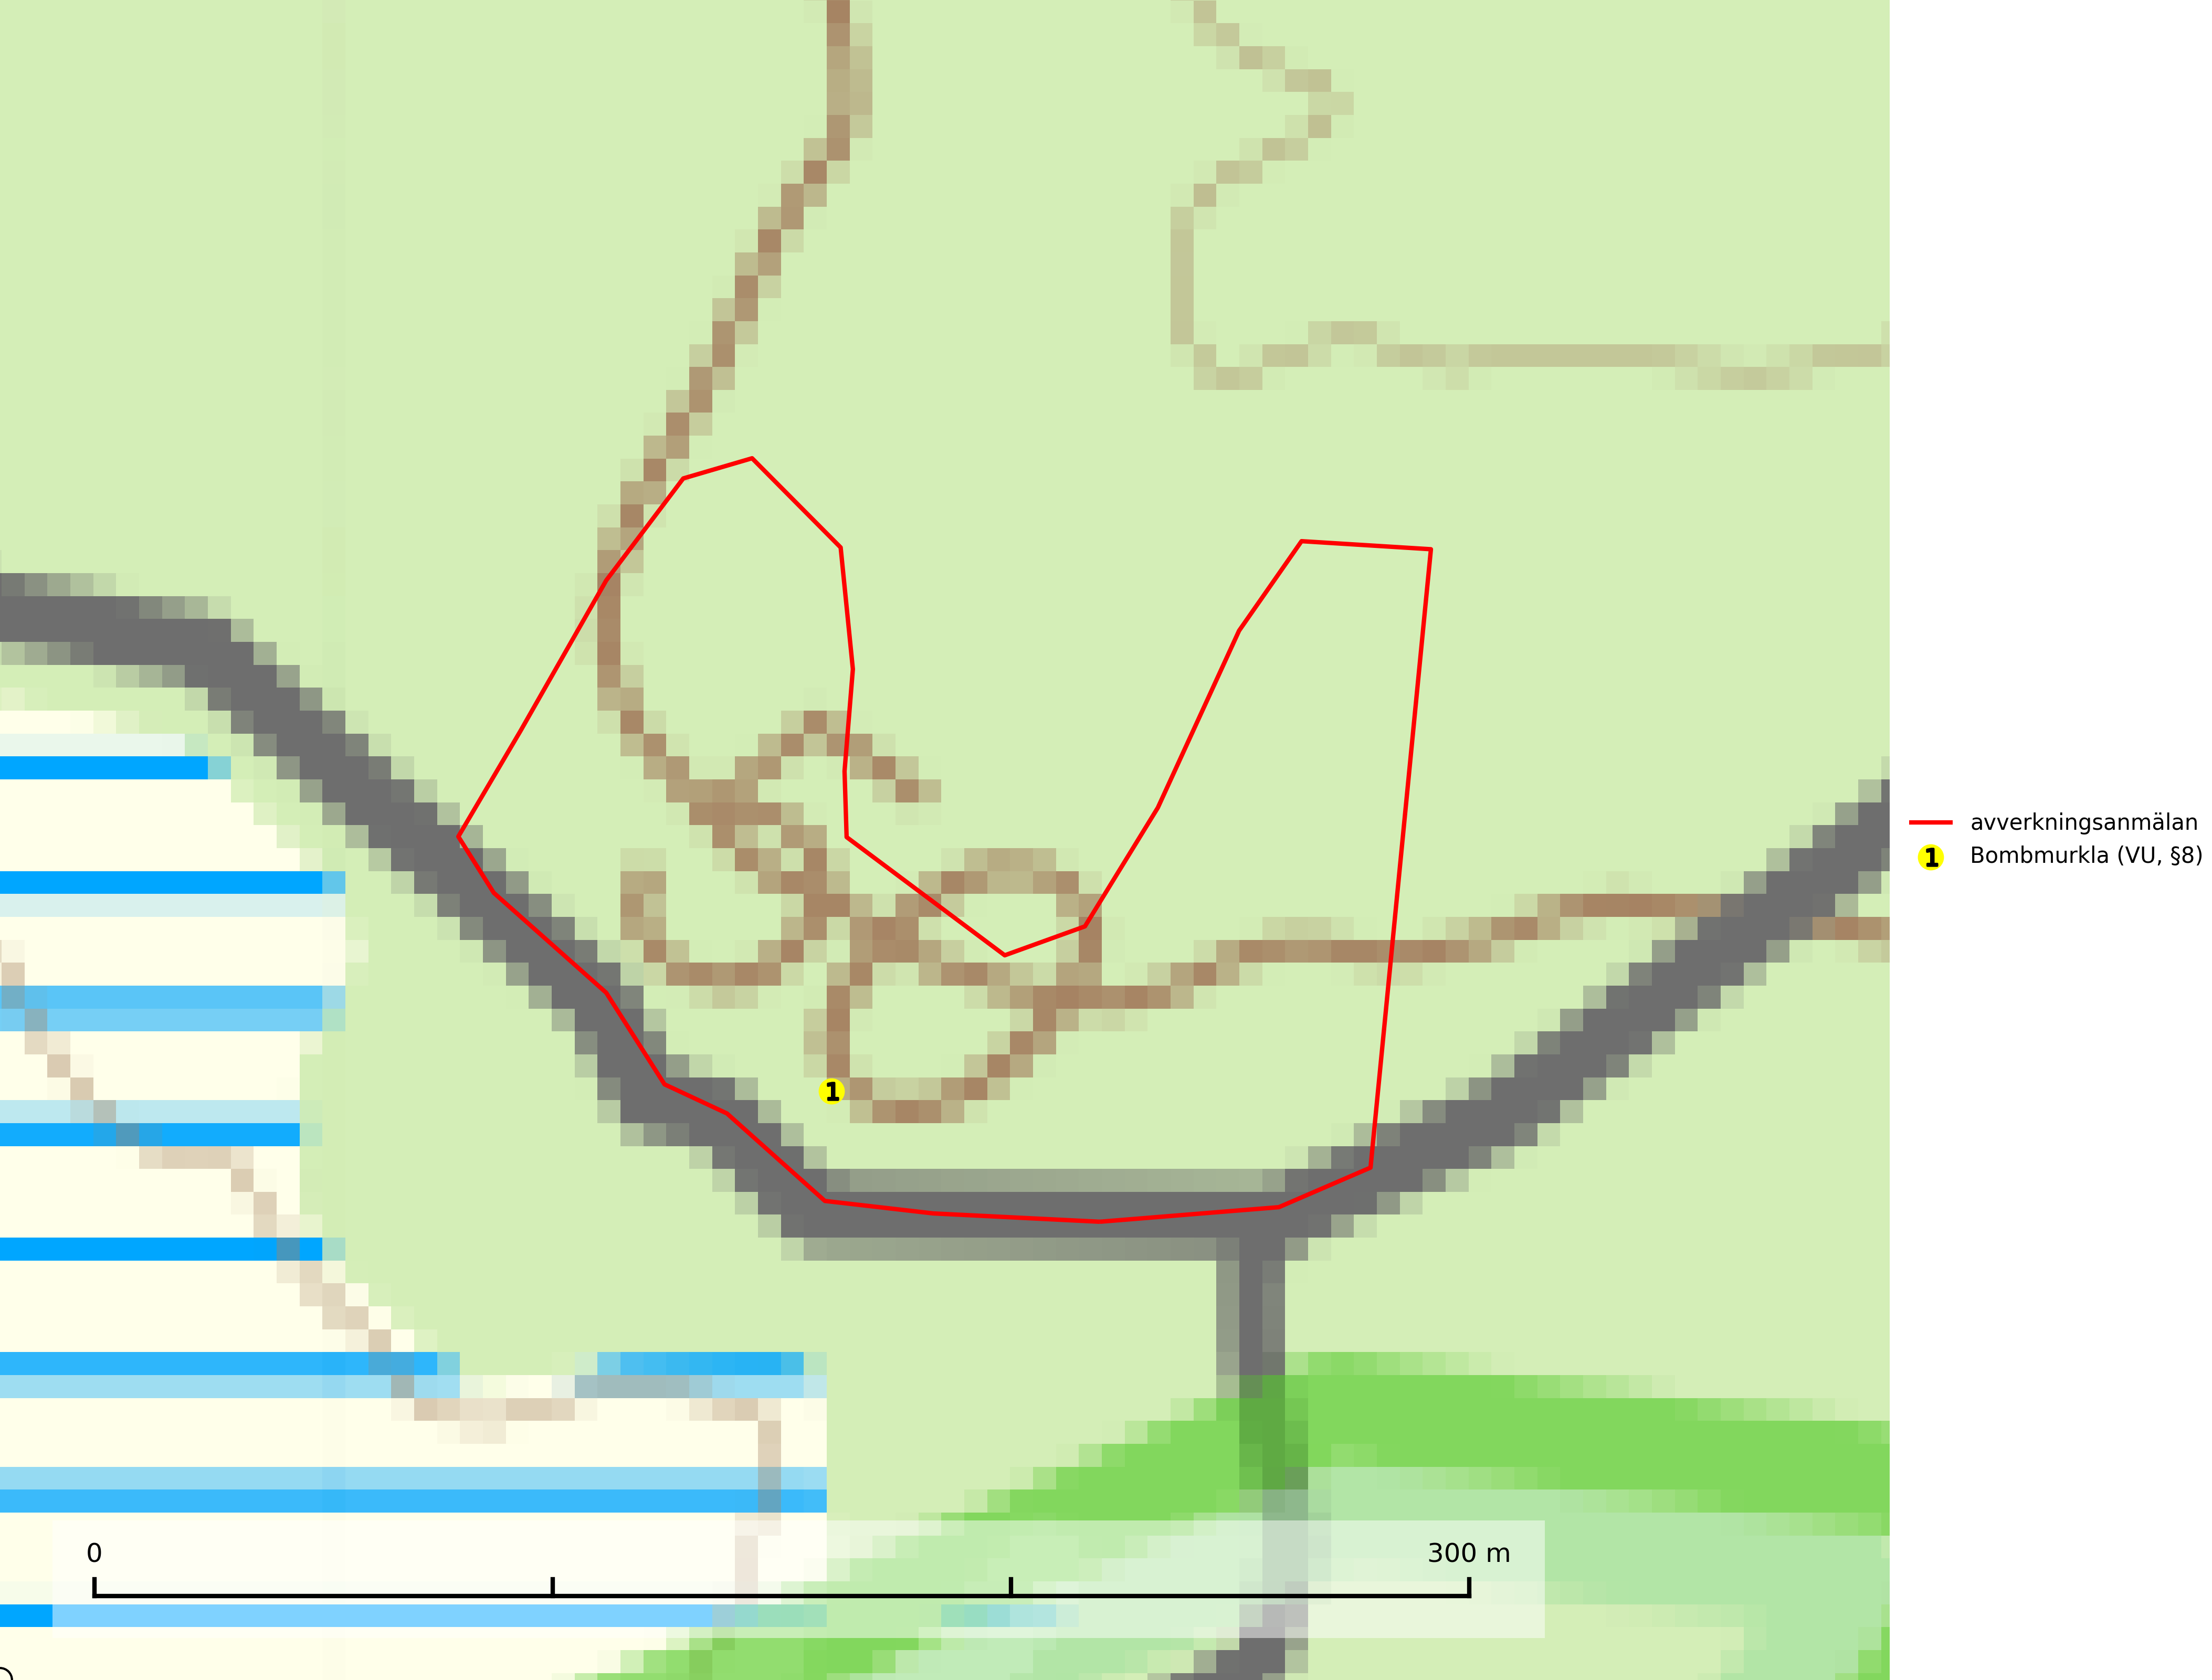 avverkningsanmälan
1 Bombmurkla (VU, §8)
1
0 300 m